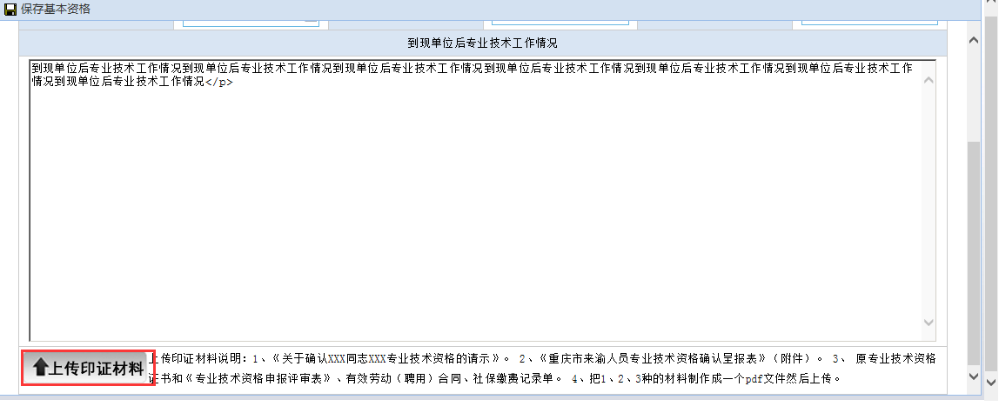 保存基本资格
到现单位后专业技术工作情况
到现单位后专业技术工作情况到现单位后专业技术工作情况到现单位后专业技术工作情况到现单位后专业技术工作情况到现单位后专业技术工作情况到现单位后专业技术工作
情况到现单位后专业技术工作情况</p>
上传印证材料
上传印证材料说明：1、《关于确认XXX同志XXX专业技术资格的请示》。 2、《重庆市来渝人员专业技术资格确认呈报表》（附件）。 3、 原专业技术资格
证书和《专业技术资格申报评审表》、有效劳动（聘用）合同、社保缴费记录单。 4、把1、2、3种的材料制作成一个pdf文件然后上传。